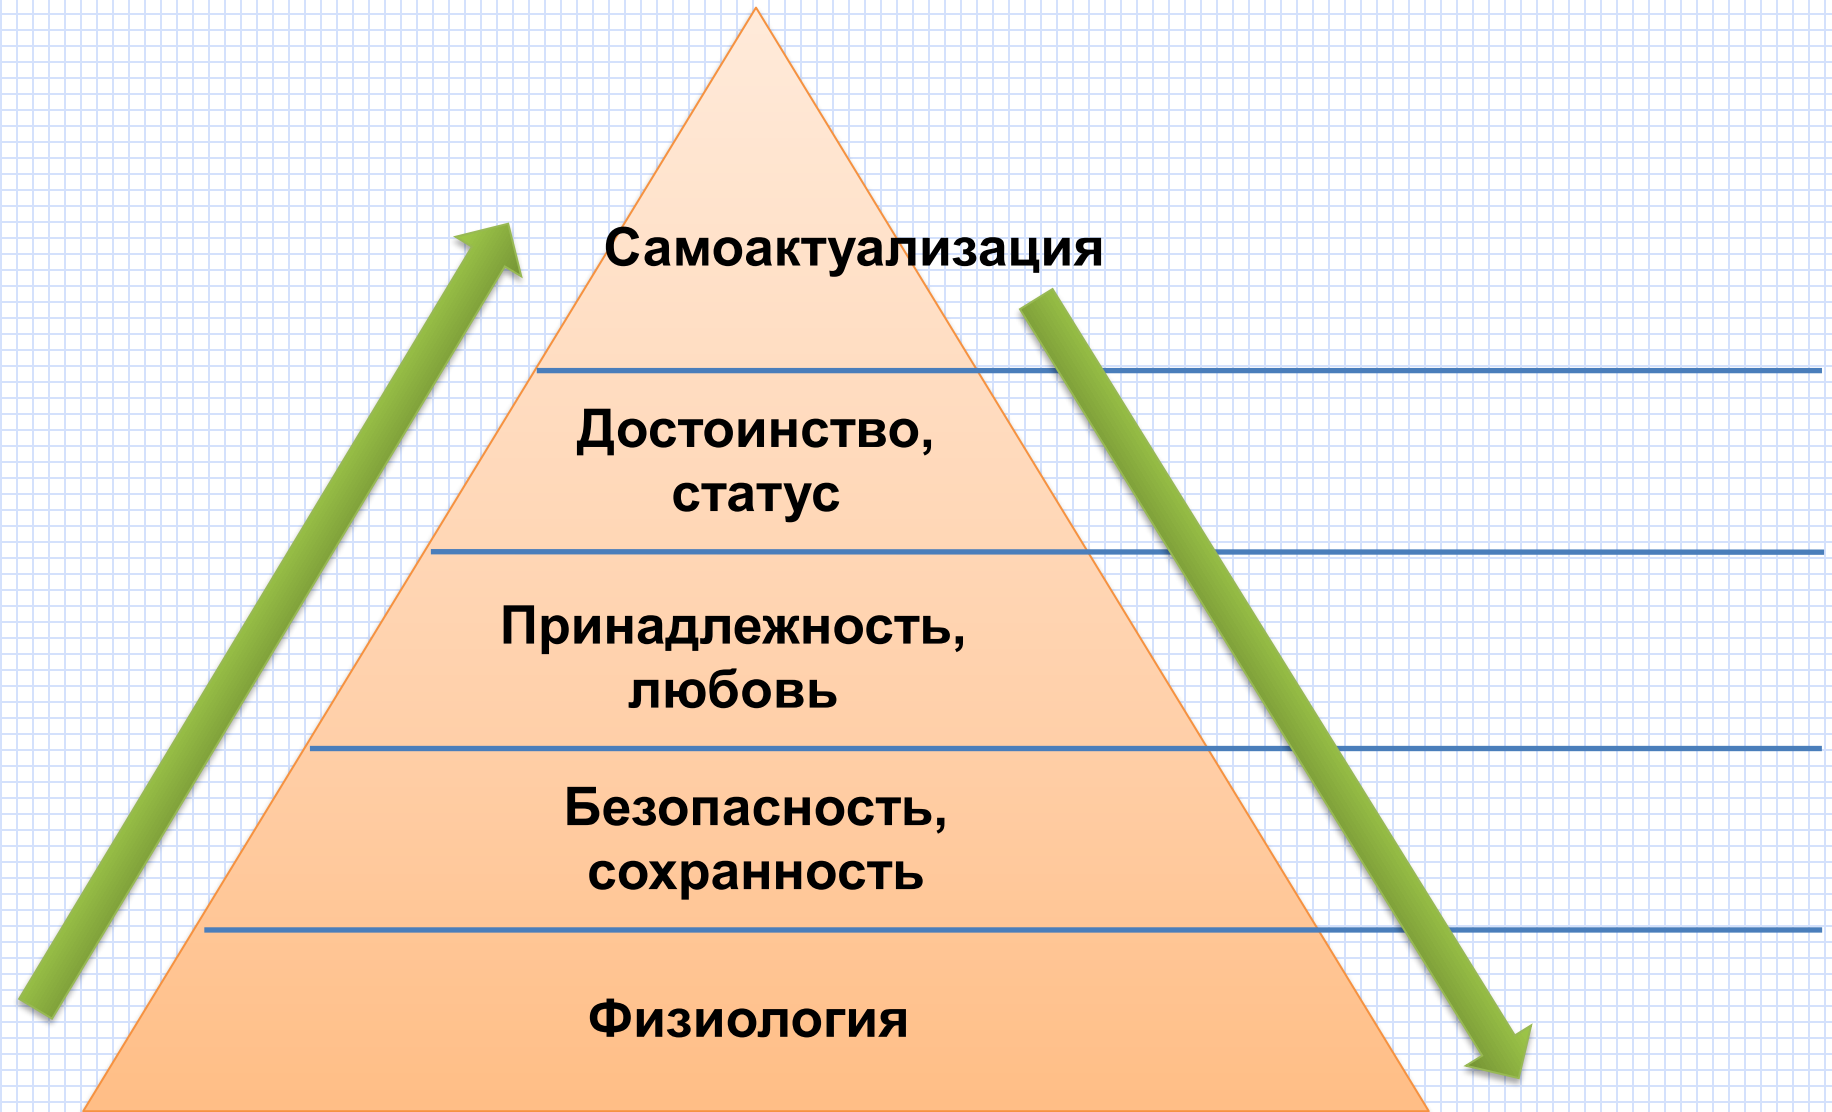 Самоактуализация
Достоинство,
статус
Принадлежность,
любовь
Безопасность,
сохранность
Физиология